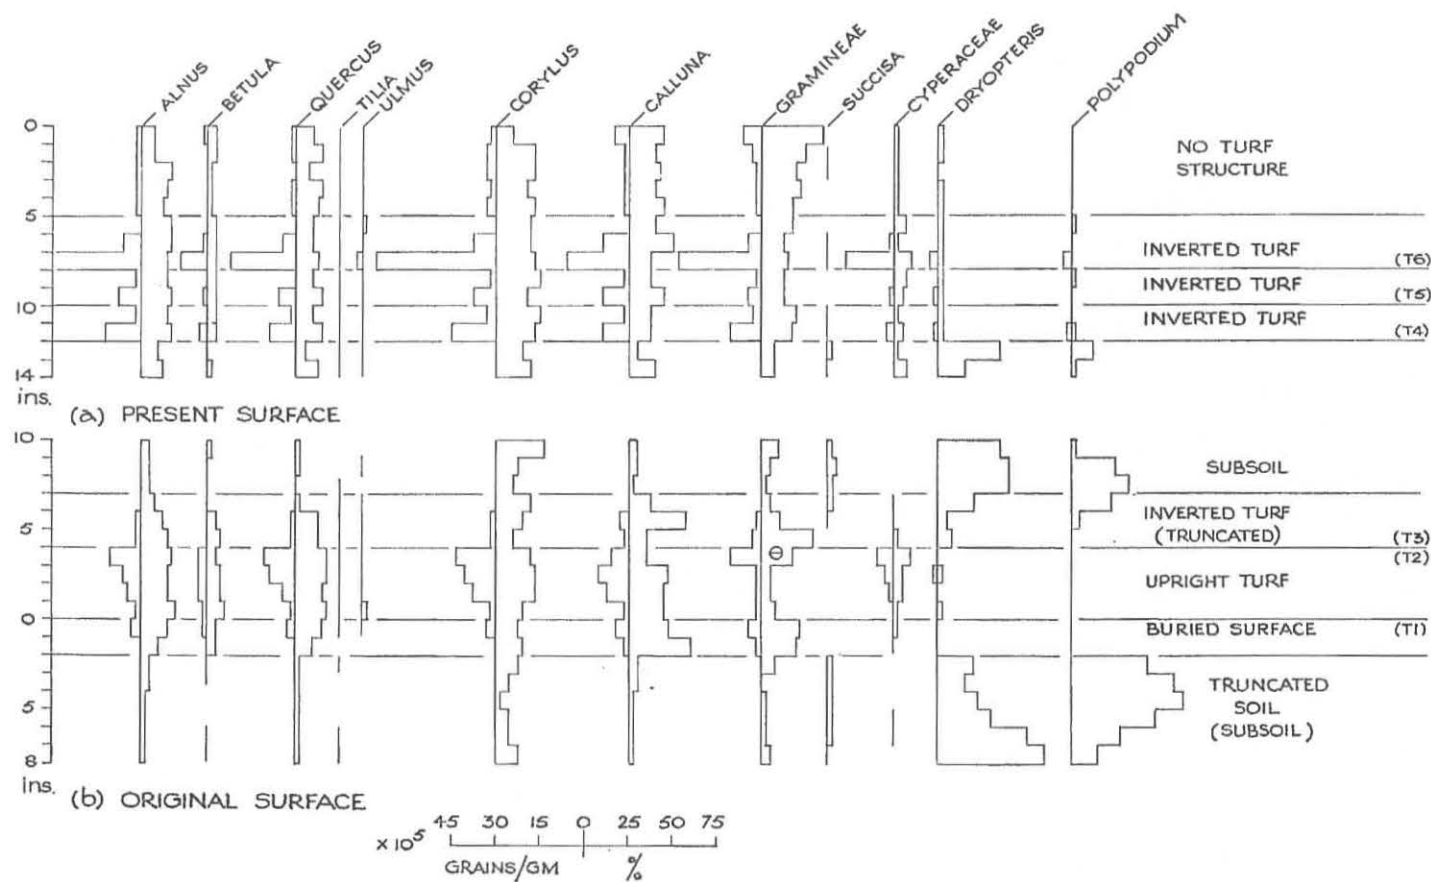 ALNUS BETULA QUERCUS TILIA ULMUS CORYLUS CALLUNA GRAMINEAE SUCCISA CYPERACEAE DRYOPTERIS POLYPODIUM
0
NO TURF
STRUCTURE
5
INVERTED TURF (T6)
INVERTED TURF (T5)
10
INVERTED TURF (T4)
14
ins.
(a) PRESENT SURFACE
10
SUBSOIL
INVERTED TURF
5
(TRUNCATED) (T3)
(T2)
UPRIGHT TURF
0
BURIED SURFACE (T1)
TRUNCATED
5
SOIL
(SUBSOIL)
8
ins.
(b) ORIGINAL SURFACE
× 10⁵ 45 30 15 0 25 50 75
GRAINS/GM %